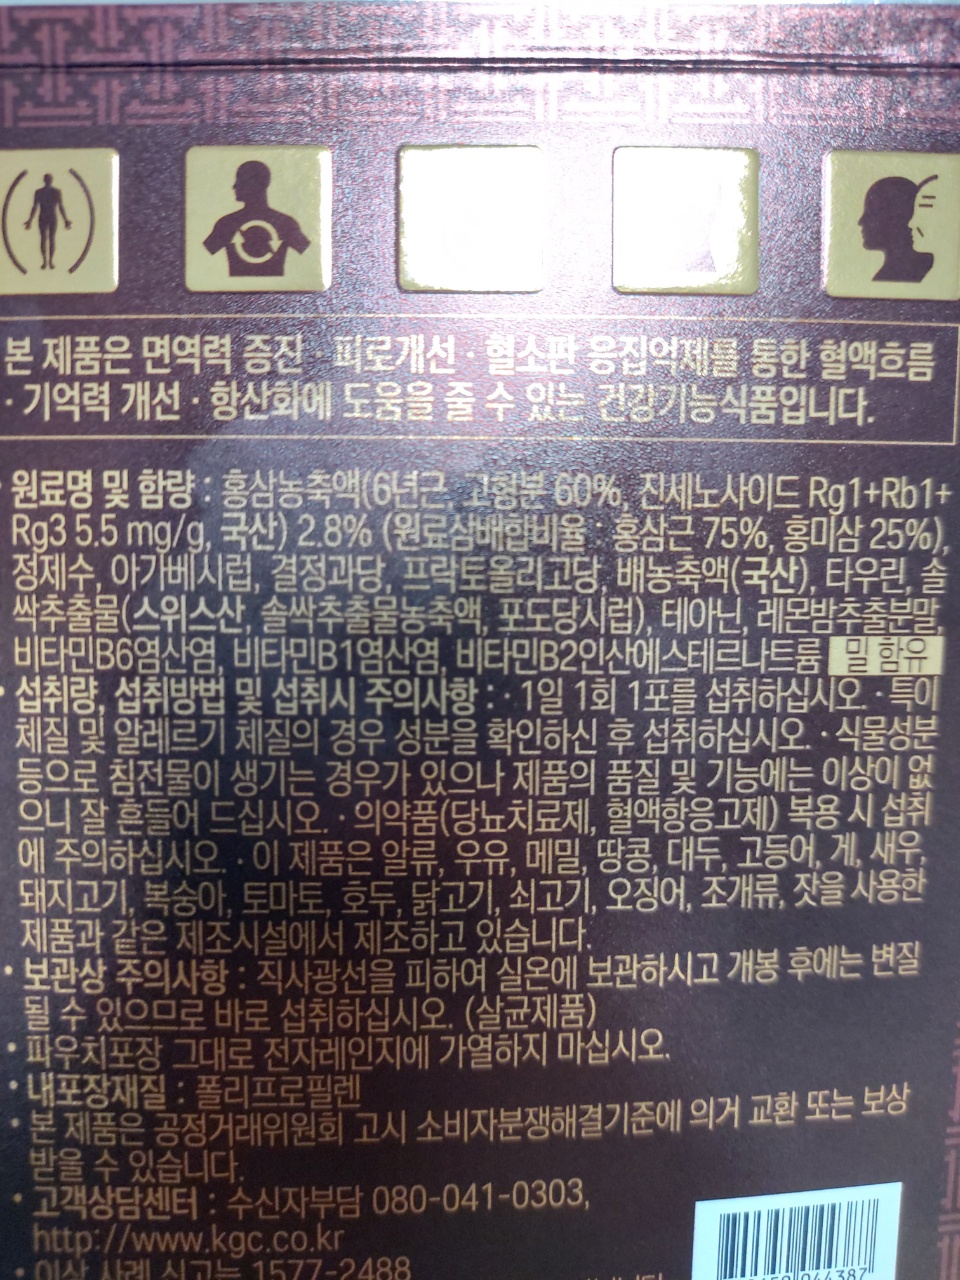 본 제품은 면역력 증진 · 피로개선 · 혈소판 응집억제를 통한 혈액흐름
· 기억력 개선 · 항산화에 도움을 줄 수 있는 건강기능식품입니다.
· 원료명 및 함량 : 홍삼농축액(6년근, 고형분 60%, 진세노사이드 Rg1+Rb1+
Rg3 5.5 mg/g, 국산) 2.8% (원료삼배합비율 : 홍삼근 75%, 홍미삼 25%),
정제수, 아가베시럽, 결정과당, 프락토올리고당, 배농축액(국산), 타우린, 솔
싹추출물(스위스산, 솔싹추출물농축액, 포도당시럽), 테아닌, 레몬밤추출분말,
비타민B6염산염, 비타민B1염산염, 비타민B2인산에스테르나트륨 밀 함유
• 섭취량, 섭취방법 및 섭취시 주의사항 : · 1일 1회 1포를 섭취하십시오. · 특이
체질 및 알레르기 체질의 경우 성분을 확인하신 후 섭취하십시오. · 식물성분
등으로 침전물이 생기는 경우가 있으나 제품의 품질 및 기능에는 이상이 없
으니 잘 흔들어 드십시오. · 의약품(당뇨치료제, 혈액항응고제) 복용 시 섭취
에 주의하십시오. · 이 제품은 알류, 우유, 메밀, 땅콩, 대두, 고등어, 게, 새우,
돼지고기, 복숭아, 토마토, 호두, 닭고기, 쇠고기, 오징어, 조개류, 잣을 사용한
제품과 같은 제조시설에서 제조하고 있습니다.
• 보관상 주의사항 : 직사광선을 피하여 실온에 보관하시고 개봉 후에는 변질
될 수 있으므로 바로 섭취하십시오. (살균제품)
• 파우치포장 그대로 전자레인지에 가열하지 마십시오.
• 내포장재질 : 폴리프로필렌
• 본 제품은 공정거래위원회 고시 소비자분쟁해결기준에 의거 교환 또는 보상
받을 수 있습니다.
• 고객상담센터 : 수신자부담 080-041-0303,
http://www.kgc.co.kr
• 이상 사례 신고는 1577-2488
044387